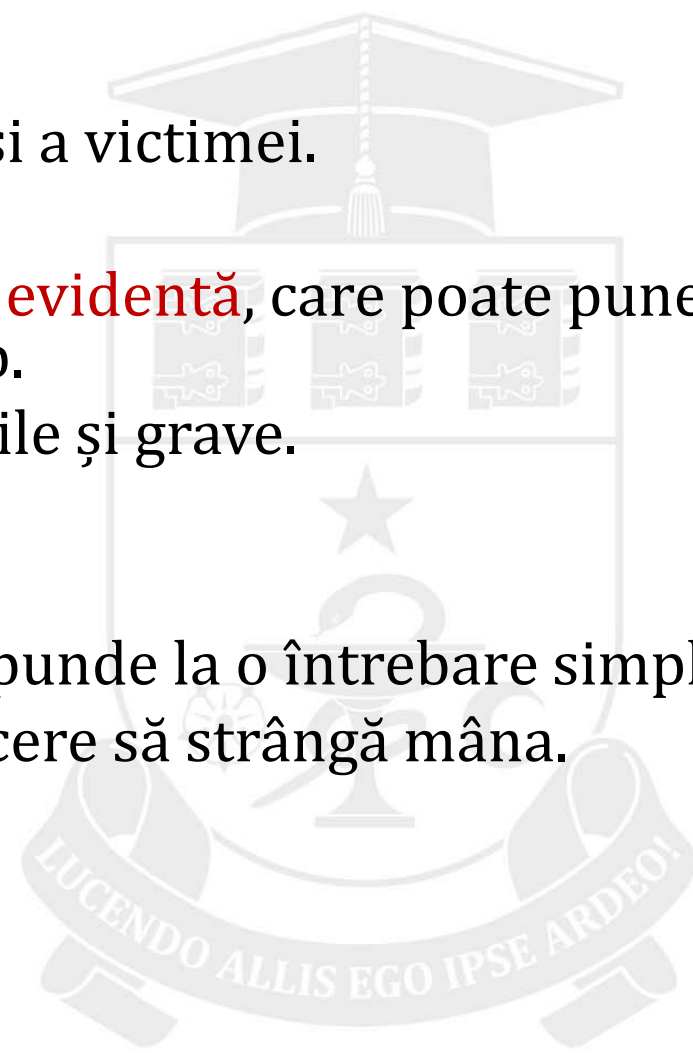 și a victimei.
evidentă, care poate pune
ile și grave.
punde la o întrebare simpl
cere să strângă mâna.
LUCENDO ALLIS EGO IPSE ARDEO!